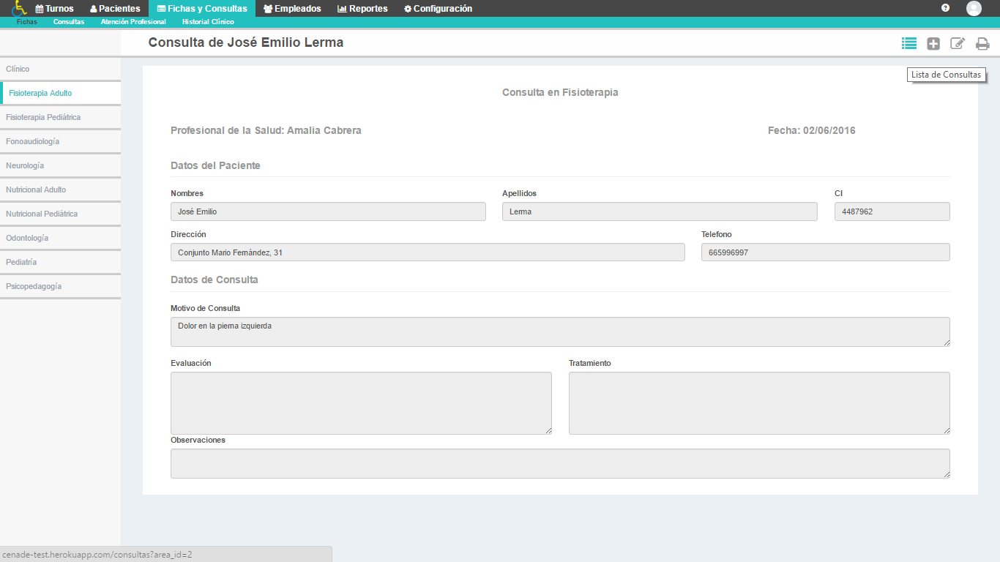 Turnos Pacientes Fichas y Consultas Empleados Reportes Configuración
Fichas Consultas Atención Profesional Historial Clínico
Consulta de José Emilio Lerma
Lista de Consultas
Clínico
Fisioterapia Adulto
Fisioterapia Pediátrica
Fonoaudiología
Neurología
Nutricional Adulto
Nutricional Pediátrica
Odontología
Pediatría
Psicopedagogía
Consulta en Fisioterapia
Profesional de la Salud: Amalia Cabrera Fecha: 02/06/2016
Datos del Paciente
Nombres Apellidos CI
José Emilio Lerma 4487962
Dirección Telefono
Conjunto Mario Fernández, 31 665996997
Datos de Consulta
Motivo de Consulta
Dolor en la pierna izquierda
Evaluación Tratamiento
Observaciones
cenade-test.herokuapp.com/consultas?area_id=2